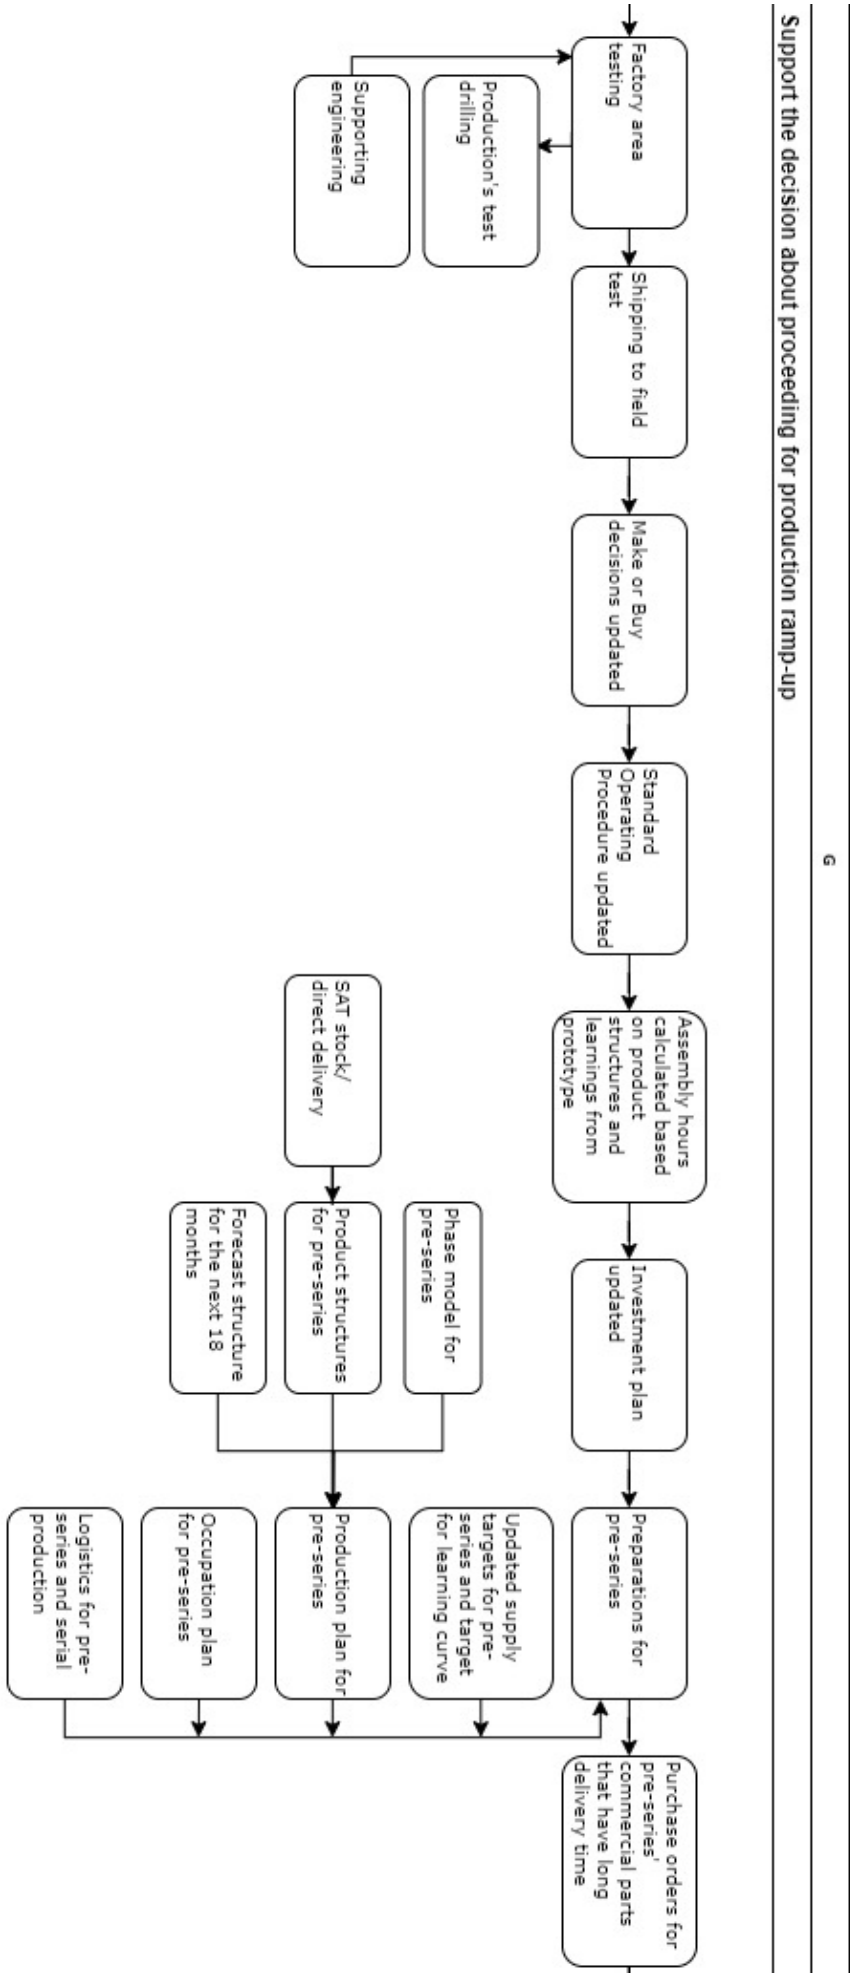 G
Support the decision about proceeding for production ramp-up
Factory area
testing
Shipping to field
test
Make or Buy
decisions updated
Standard
Operating
Procedure updated
Assembly hours
calculated based
on product
structures and
learnings from
prototype
Investment plan
updated
Preparations for
pre-series
Purchase orders for
pre-series'
commercial parts
that have long
delivery time
Production's test
drilling
Supporting
engineering
SAT stock/
direct delivery
Phase model for
pre-series
Product structures
for pre-series
Forecast structure
for the next 18
months
Updated supply
targets for pre-
series and target
for learning curve
Production plan for
pre-series
Occupation plan
for pre-series
Logistics for pre-
series and serial
production